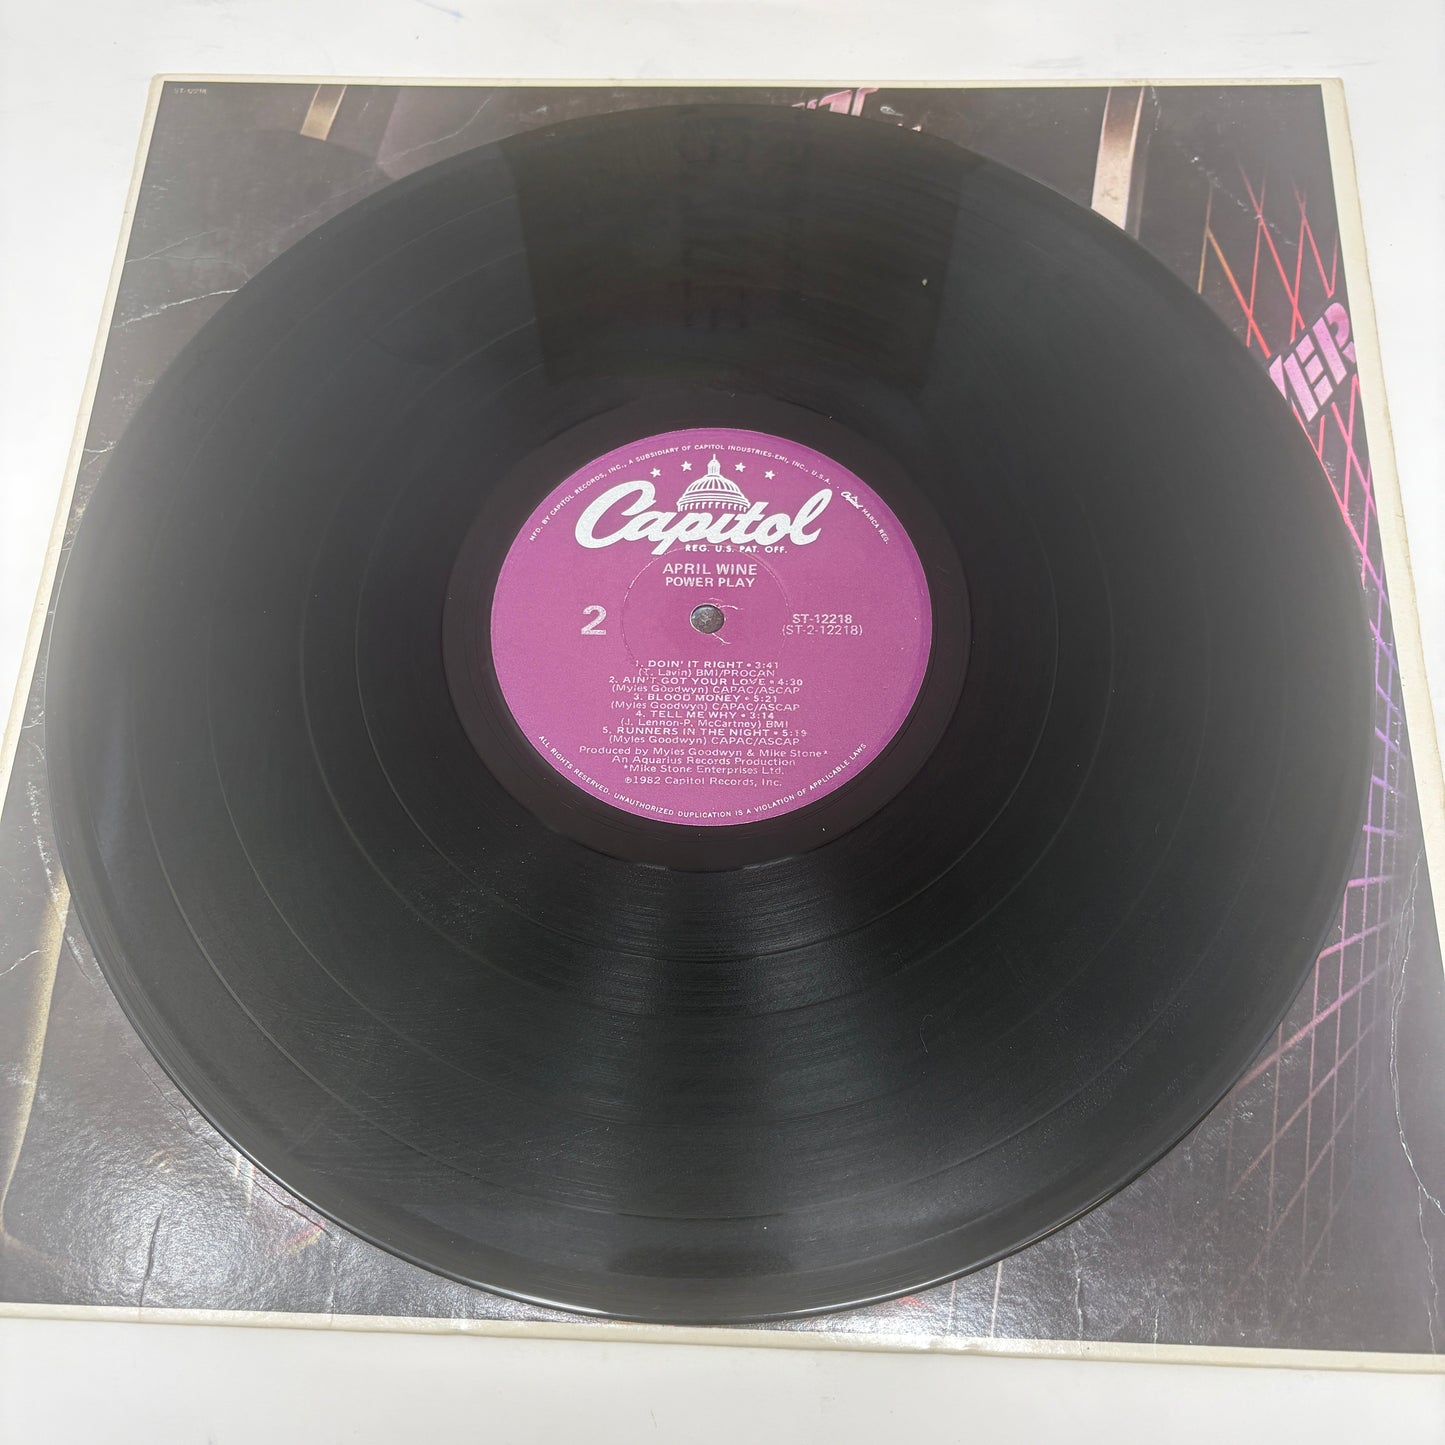 ST-12218
MFD. BY CAPITOL RECORDS, INC., A SUBSIDIARY OF CAPITOL INDUSTRIES-EMI, INC., U.S.A. · Capitol MARCA REG.
Capitol
REG. U.S. PAT. OFF.
APRIL WINE
POWER PLAY
2
ST-12218
(ST-2-12218)
1. DOIN' IT RIGHT • 3:41
(T. Lavin) BMI/PROCAN
2. AIN'T GOT YOUR LOVE • 4:30
(Myles Goodwyn) CAPAC/ASCAP
3. BLOOD MONEY • 5:21
(Myles Goodwyn) CAPAC/ASCAP
4. TELL ME WHY • 3:14
(J. Lennon-P. McCartney) BMI
5. RUNNERS IN THE NIGHT • 5:19
(Myles Goodwyn) CAPAC/ASCAP
Produced by Myles Goodwyn & Mike Stone*
An Aquarius Records Production
*Mike Stone Enterprises Ltd.
℗1982 Capitol Records, Inc.
ALL RIGHTS RESERVED. UNAUTHORIZED DUPLICATION IS A VIOLATION OF APPLICABLE LAWS